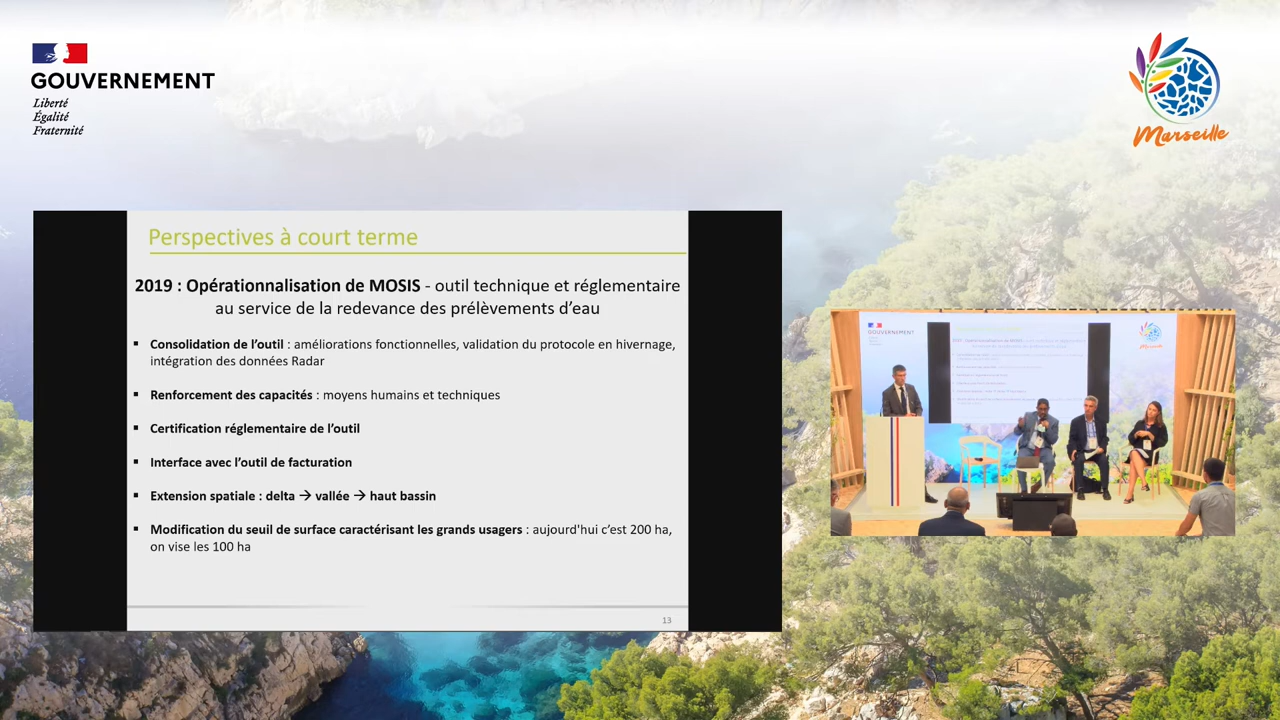 GOUVERNEMENT
Liberté
Égalité
Fraternité
Marseille
Perspectives à court terme
2019 : Opérationnalisation de MOSIS - outil technique et réglementaire
au service de la redevance des prélèvements d’eau
▪ Consolidation de l’outil : améliorations fonctionnelles, validation du protocole en hivernage,
intégration des données Radar
▪ Renforcement des capacités : moyens humains et techniques
▪ Certification réglementaire de l’outil
▪ Interface avec l’outil de facturation
▪ Extension spatiale : delta → vallée → haut bassin
▪ Modification du seuil de surface caractérisant les grands usagers : aujourd'hui c’est 200 ha,
on vise les 100 ha
13
GOUVERNEMENT